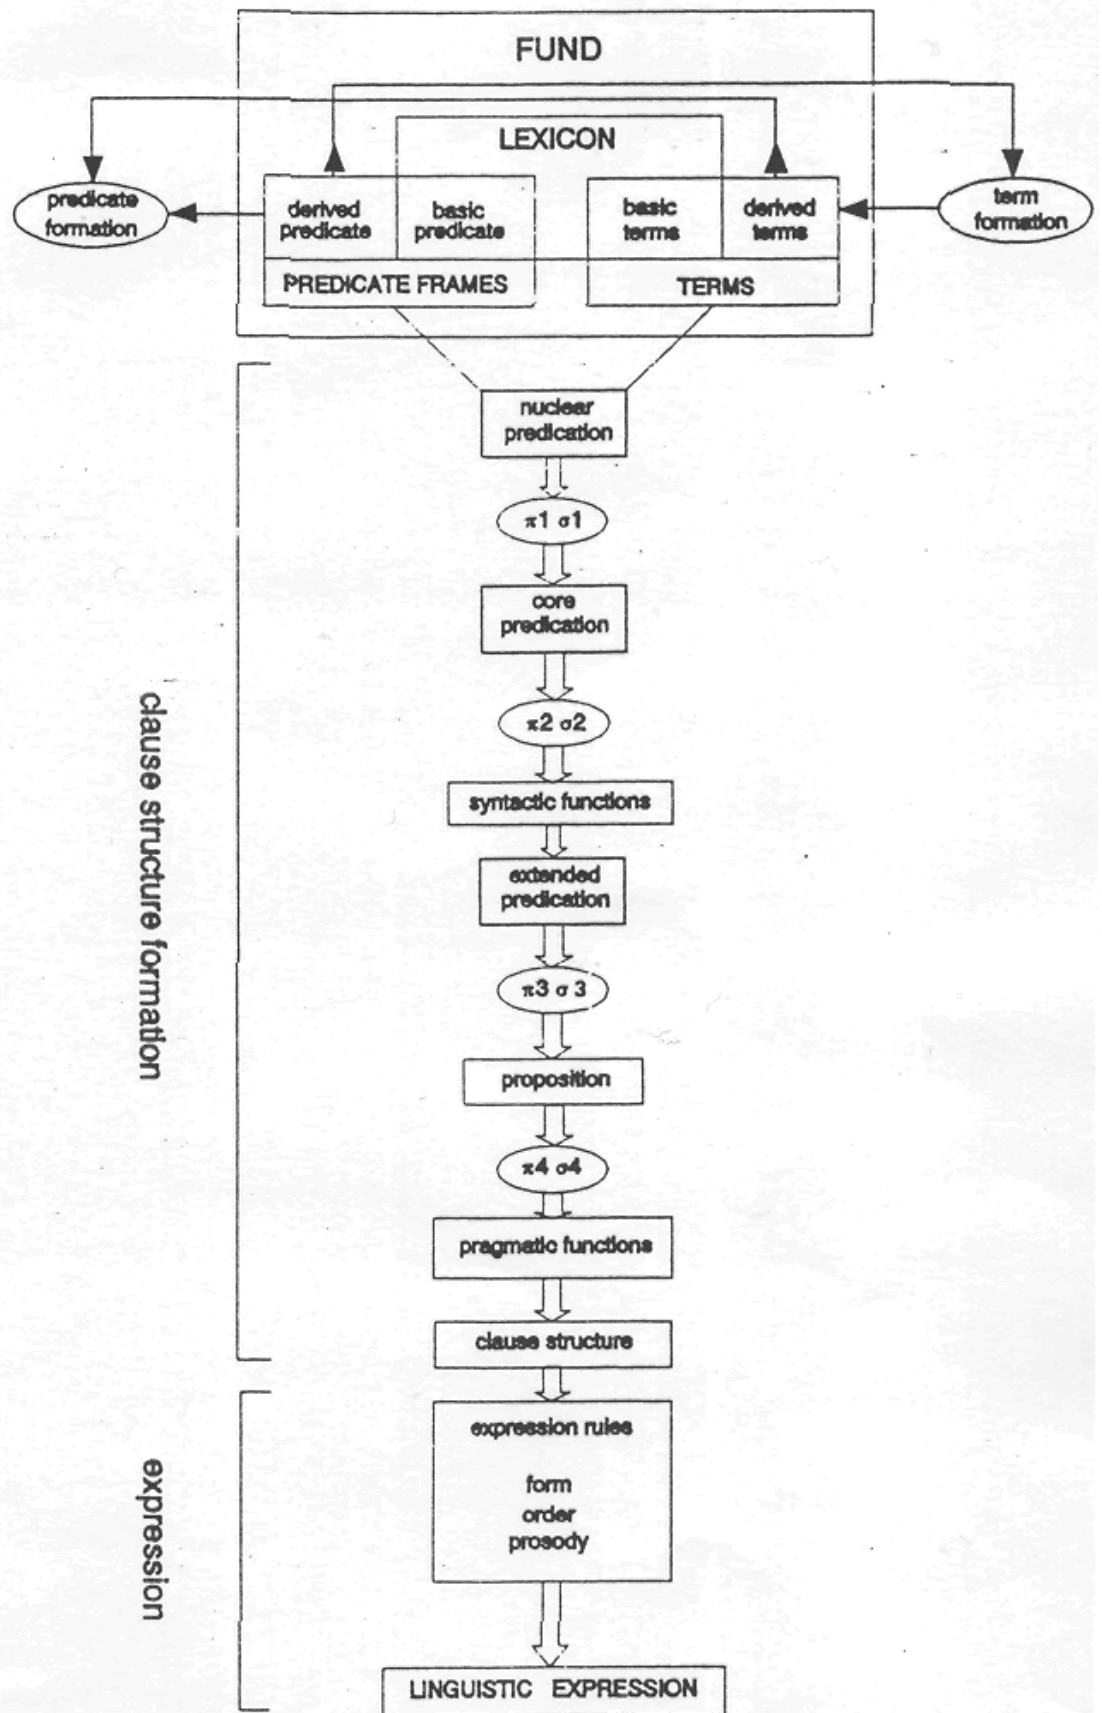 FUND
LEXICON
predicate
formation
derived
predicate
basic
predicate
basic
terms
derived
terms
term
formation
PREDICATE FRAMES
TERMS
nuclear
predication
π1 σ1
core
predication
π2 σ2
syntactic functions
extended
predication
π3 σ 3
proposition
π4 σ4
pragmatic functions
clause structure
clause structure formation
expression rules
form
order
prosody
expression
LINGUISTIC EXPRESSION